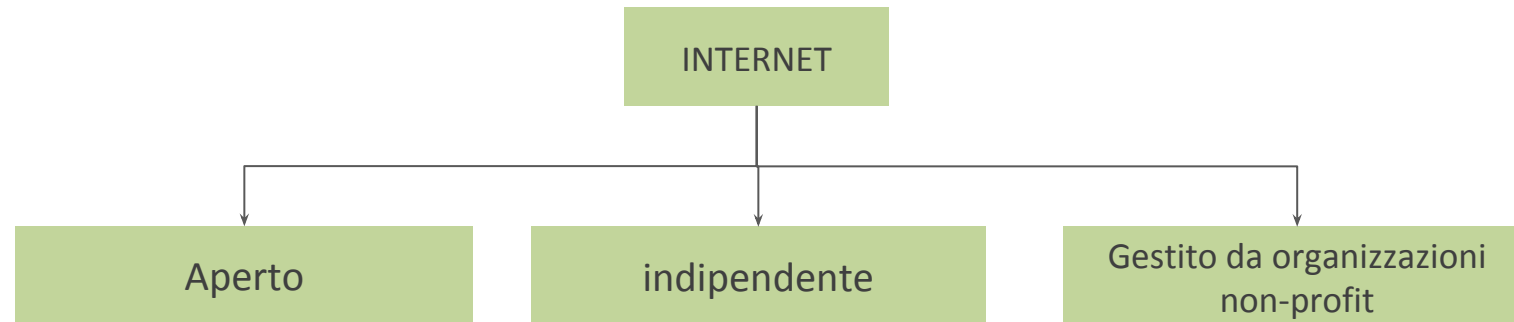 INTERNET
Aperto
indipendente
Gestito da organizzazioni
non-profit